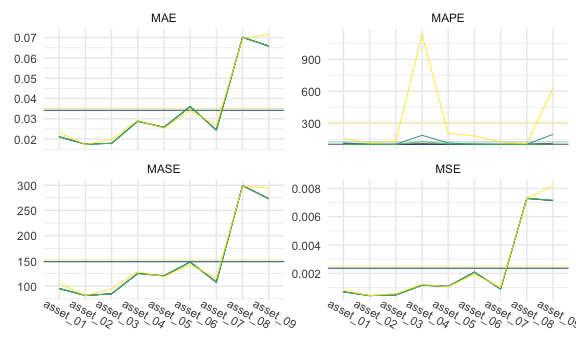 MAE
MAPE
0.07
0.06
0.05
0.04
0.03
0.02
900
600
300
MASE
MSE
300
250
200
150
100
0.008
0.006
0.004
0.002
asset_01
asset_02
asset_03
asset_04
asset_05
asset_06
asset_07
asset_08
asset_09
asset_01
asset_02
asset_03
asset_04
asset_05
asset_06
asset_07
asset_08